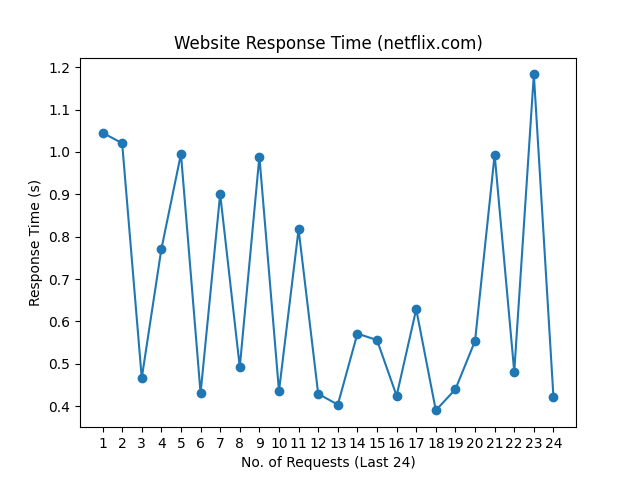 Website Response Time (netflix.com)
1.2
1.1
1.0
0.9
0.8
0.7
0.6
0.5
0.4
Response Time (s)
1 2 3 4 5 6 7 8 9 10 11 12 13 14 15 16 17 18 19 20 21 22 23 24
No. of Requests (Last 24)